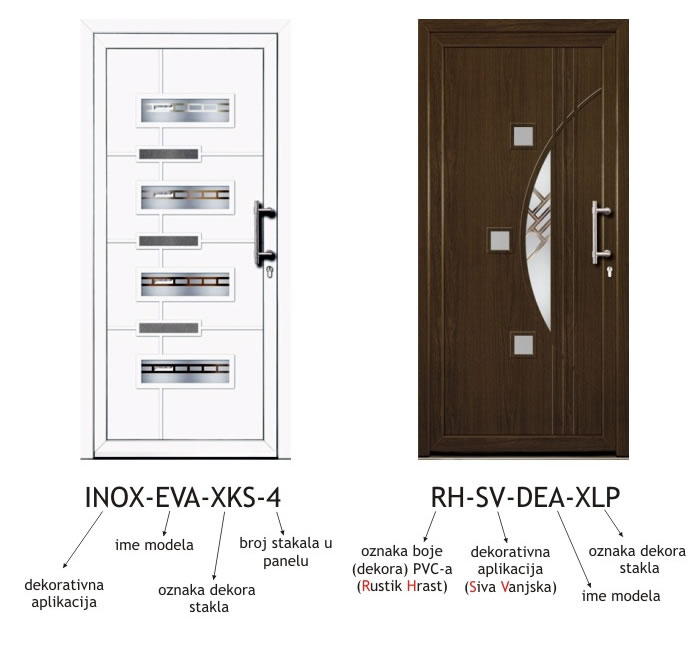 INOX-EVA-XKS-4
ime modela
broj stakala u
panelu
dekorativna
aplikacija
oznaka dekora
stakla
RH-SV-DEA-XLP
oznaka boje
(dekora) PVC-a
(Rustik Hrast)
dekorativna
aplikacija
(Siva Vanjska)
oznaka dekora
stakla
ime modela